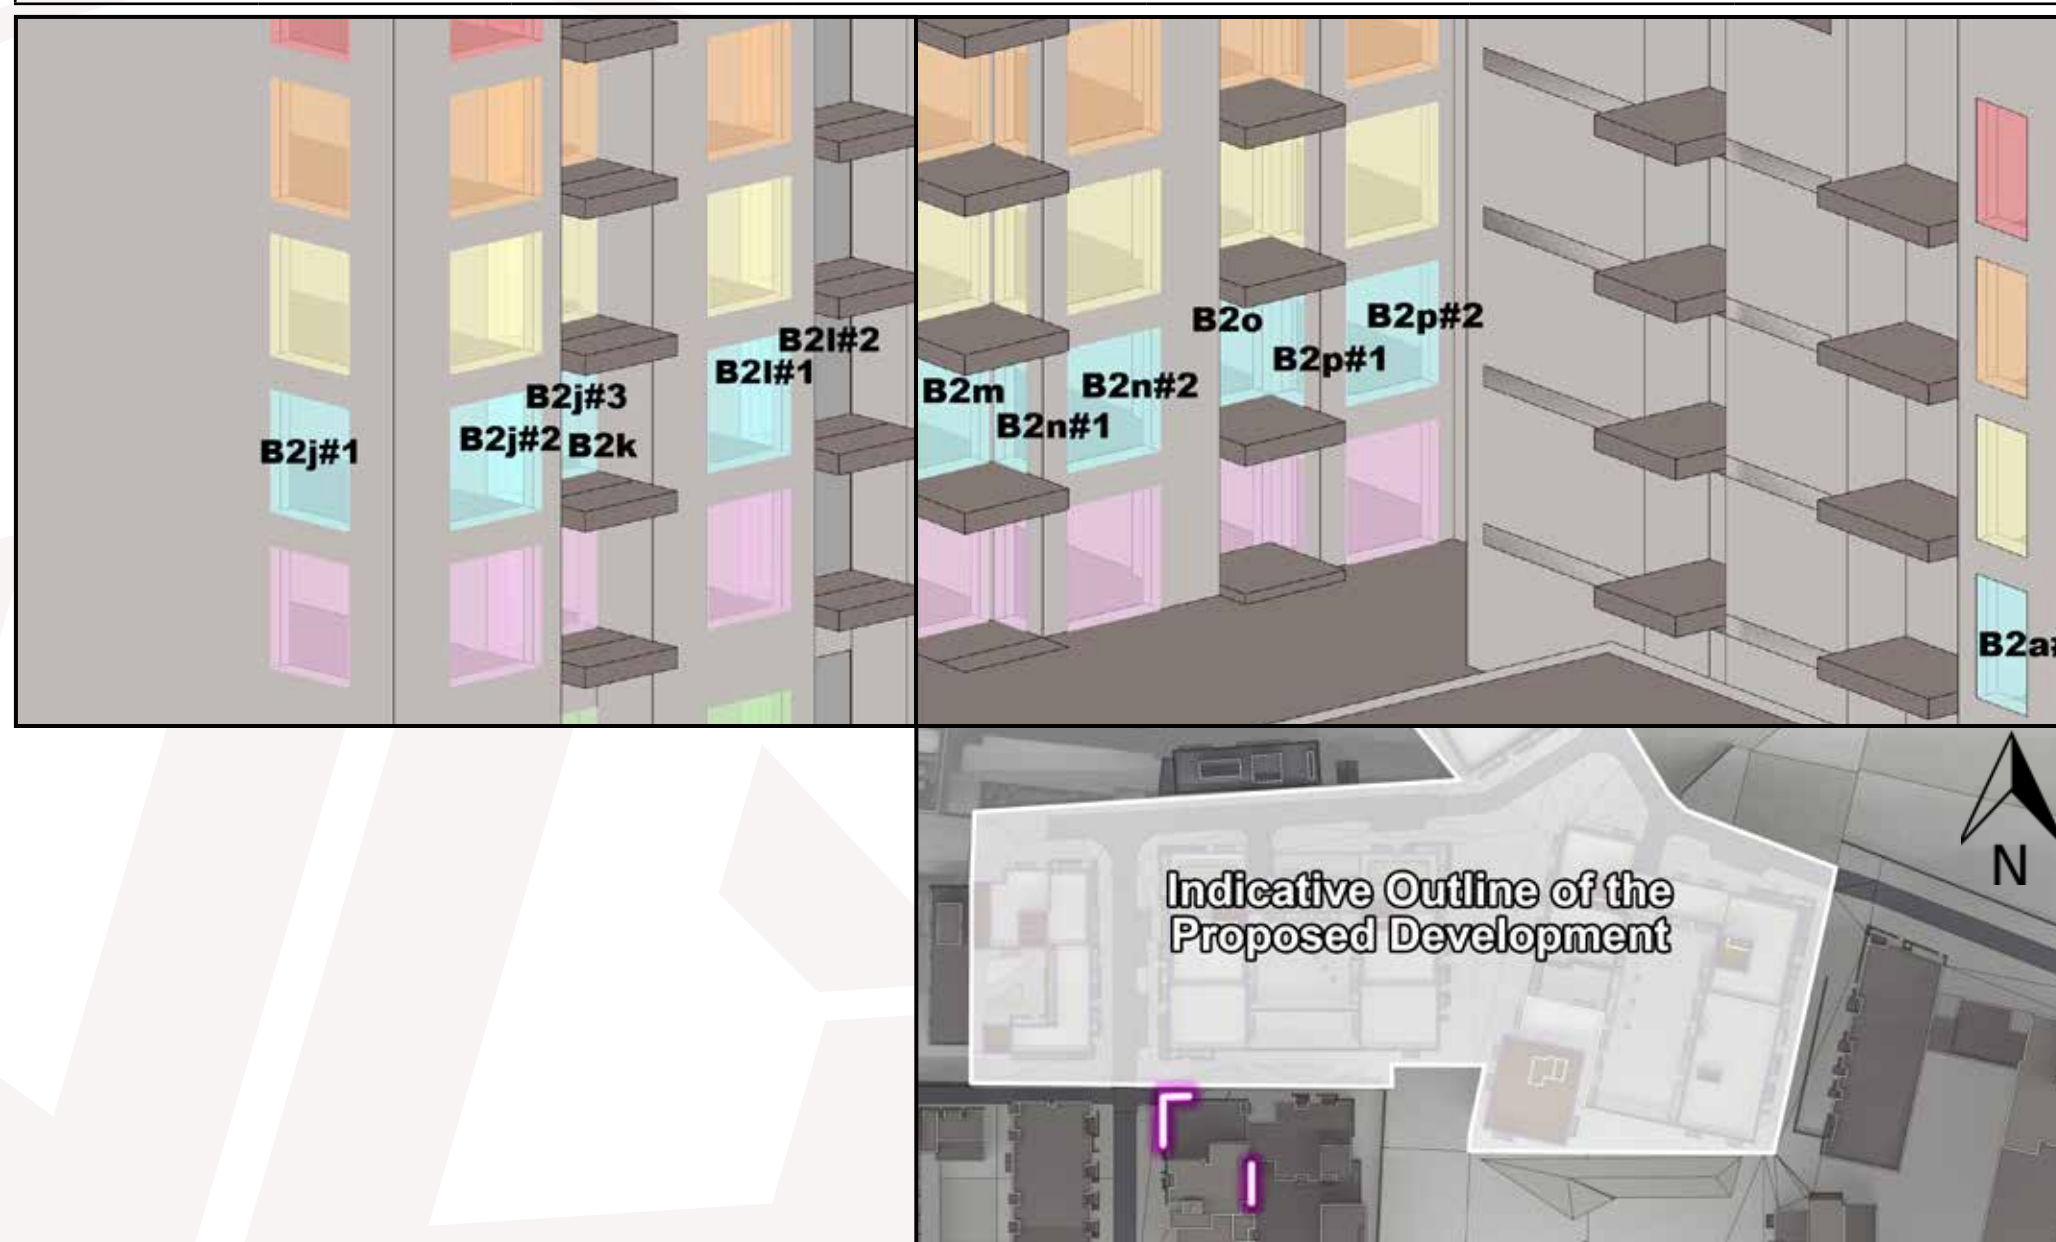 B2l#2
B2l#1
B2j#3
B2j#1
B2j#2
B2k
B2o
B2p#2
B2p#1
B2m
B2n#2
B2n#1
B2a#
Indicative Outline of the
Proposed Development
N